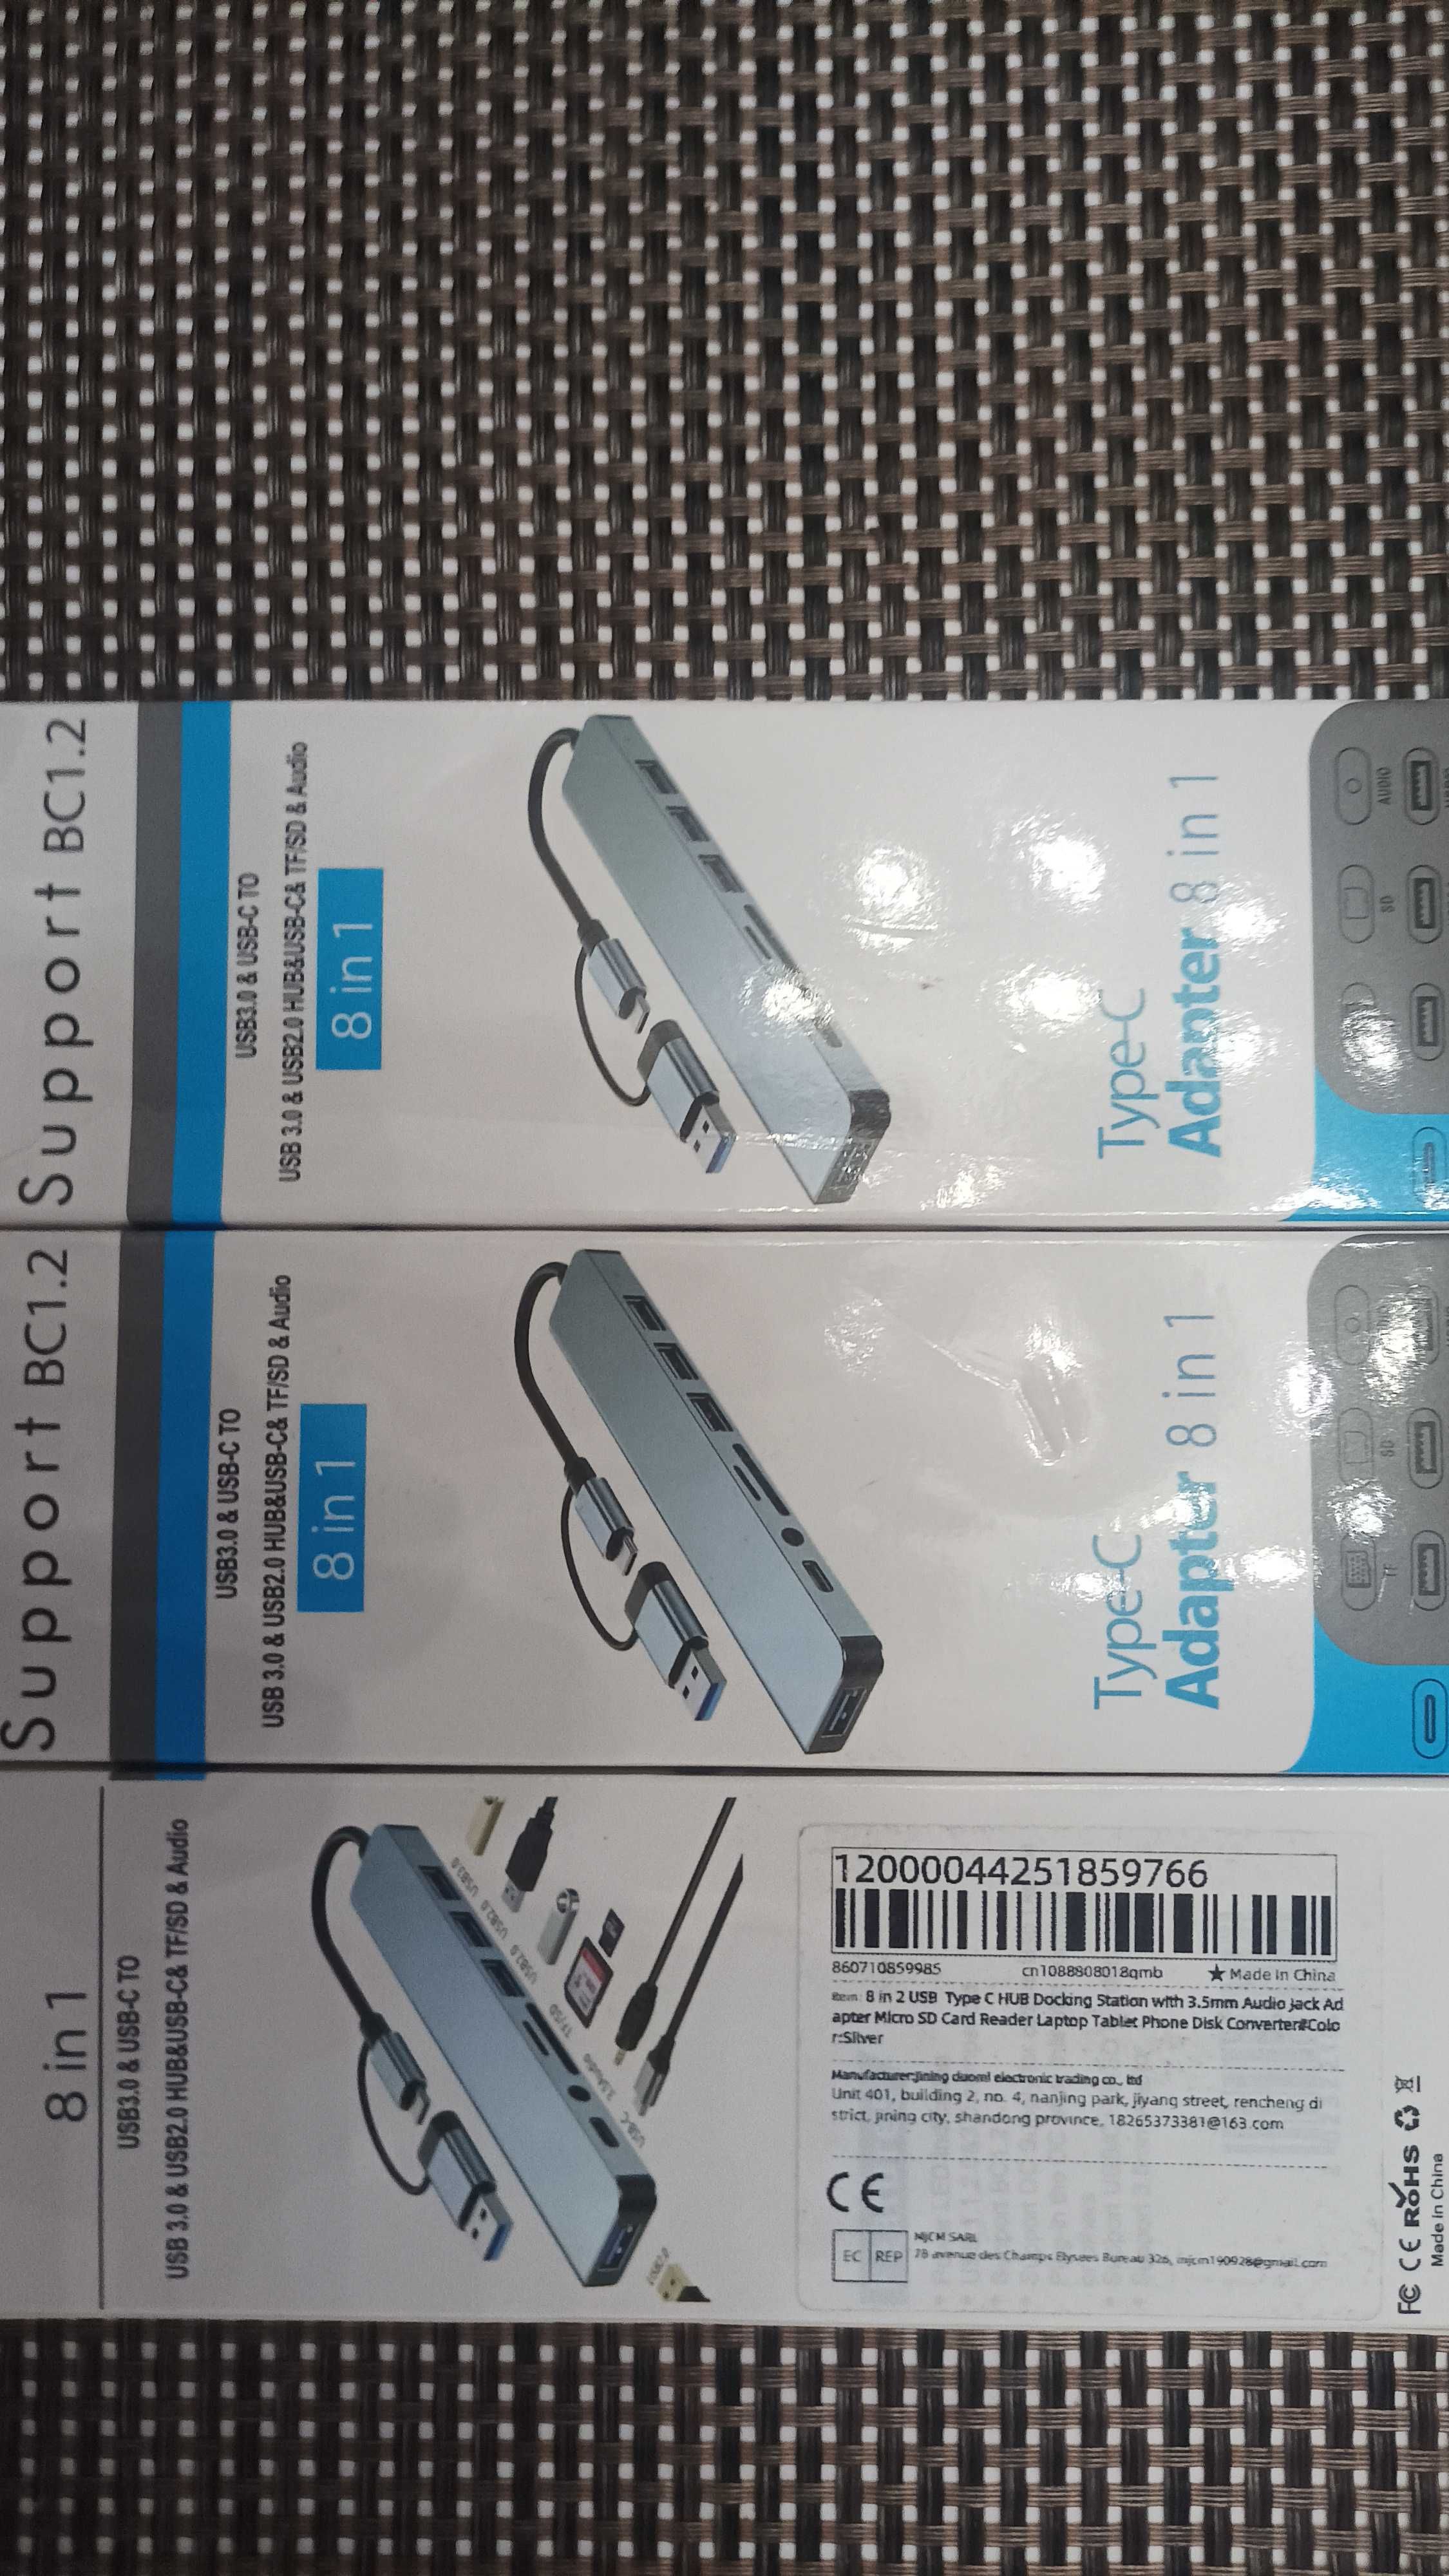 Support BC1.2
USB3.0 & USB-C TO
USB 3.0 & USB2.0 HUB&USB-C& TF/SD & Audio
8 in 1
Type-C
Adapter 8 in 1
AUDIO
SD
Support BC1.2
USB3.0 & USB-C TO
USB 3.0 & USB2.0 HUB&USB-C& TF/SD & Audio
8 in 1
Type-C
Adapter 8 in 1
SD
TF
8 in 1
USB3.0 & USB-C TO
USB 3.0 & USB2.0 HUB&USB-C& TF/SD & Audio
USB3.0
USB2.0
USB2.0
TF/SD
3.5Audio
USB-C
12000044251859766
860710859985 cn1088808018qmb ★ Made in China
Item: 8 in 2 USB Type C HUB Docking Station with 3.5mm Audio Jack Ad
apter Micro SD Card Reader Laptop Tablet Phone Disk Converter#Colo
r:Silver
Manufacturer:Jining duomi electronic trading co., ltd
Unit 401, building 2, no. 4, nanjing park, jiyang street, rencheng di
strict, jining city, shandong province, 18265373381@163.com
CE
EC REP
NJCM SARL
78 avenue des Champs Elysees Bureau 326, njcm190928@gmail.com
FC CE RoHS
Made in China